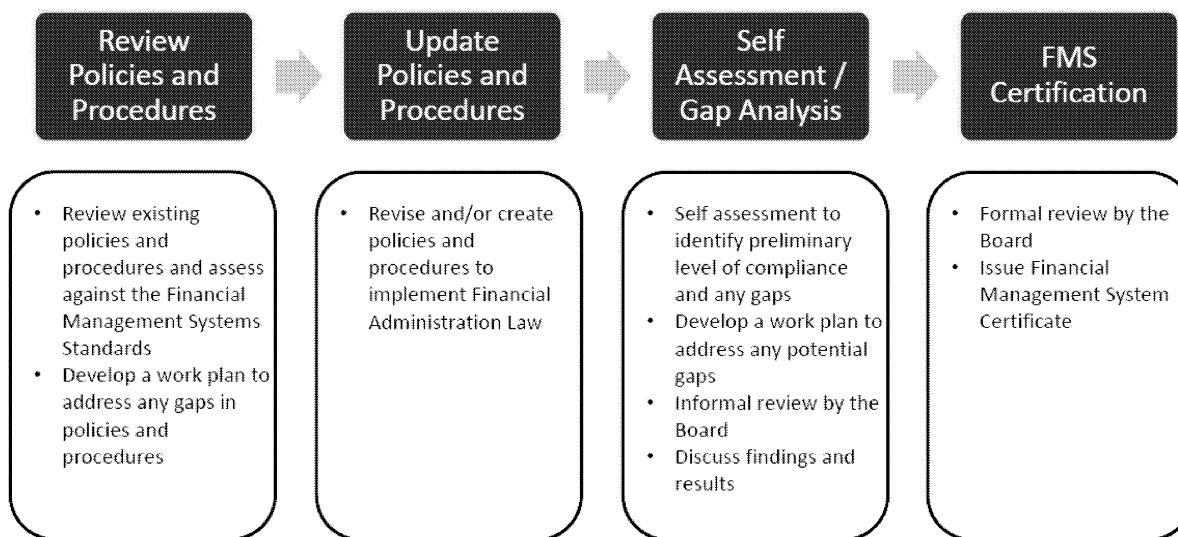 Review
Policies and
Procedures
Update
Policies and
Procedures
Self
Assessment /
Gap Analysis
FMS
Certification
• Review existing
policies and
procedures and assess
against the Financial
Management Systems
Standards
• Develop a work plan to
address any gaps in
policies and
procedures
• Revise and/or create
policies and
procedures to
implement Financial
Administration Law
• Self assessment to
identify preliminary
level of compliance
and any gaps
• Develop a work plan to
address any potential
gaps
• Informal review by the
Board
• Discuss findings and
results
• Formal review by the
Board
• Issue Financial
Management System
Certificate